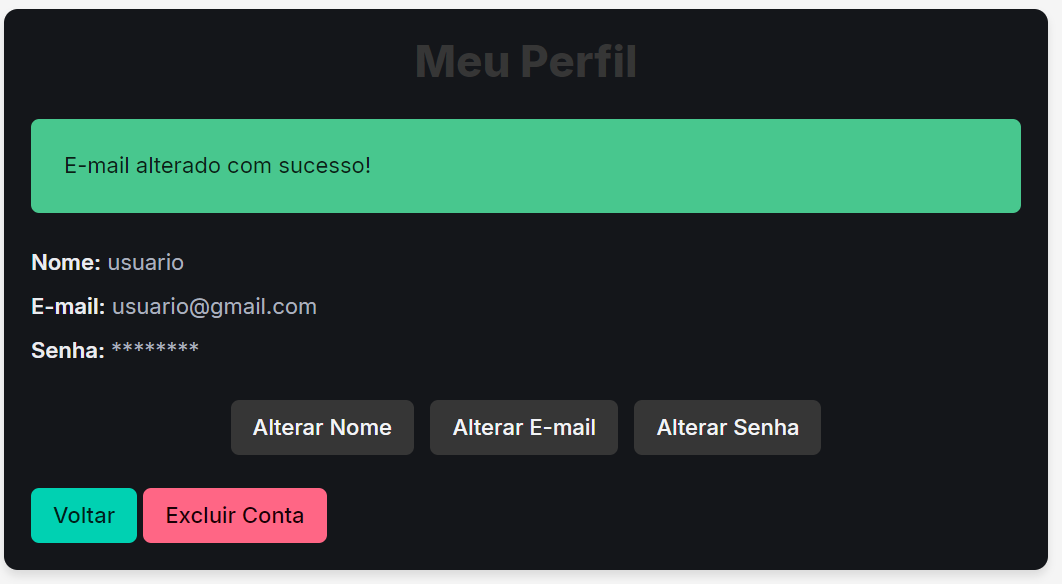 Meu Perfil
E-mail alterado com sucesso!
Nome: usuario
E-mail: usuario@gmail.com
Senha: ********
Alterar Nome Alterar E-mail Alterar Senha
Voltar Excluir Conta